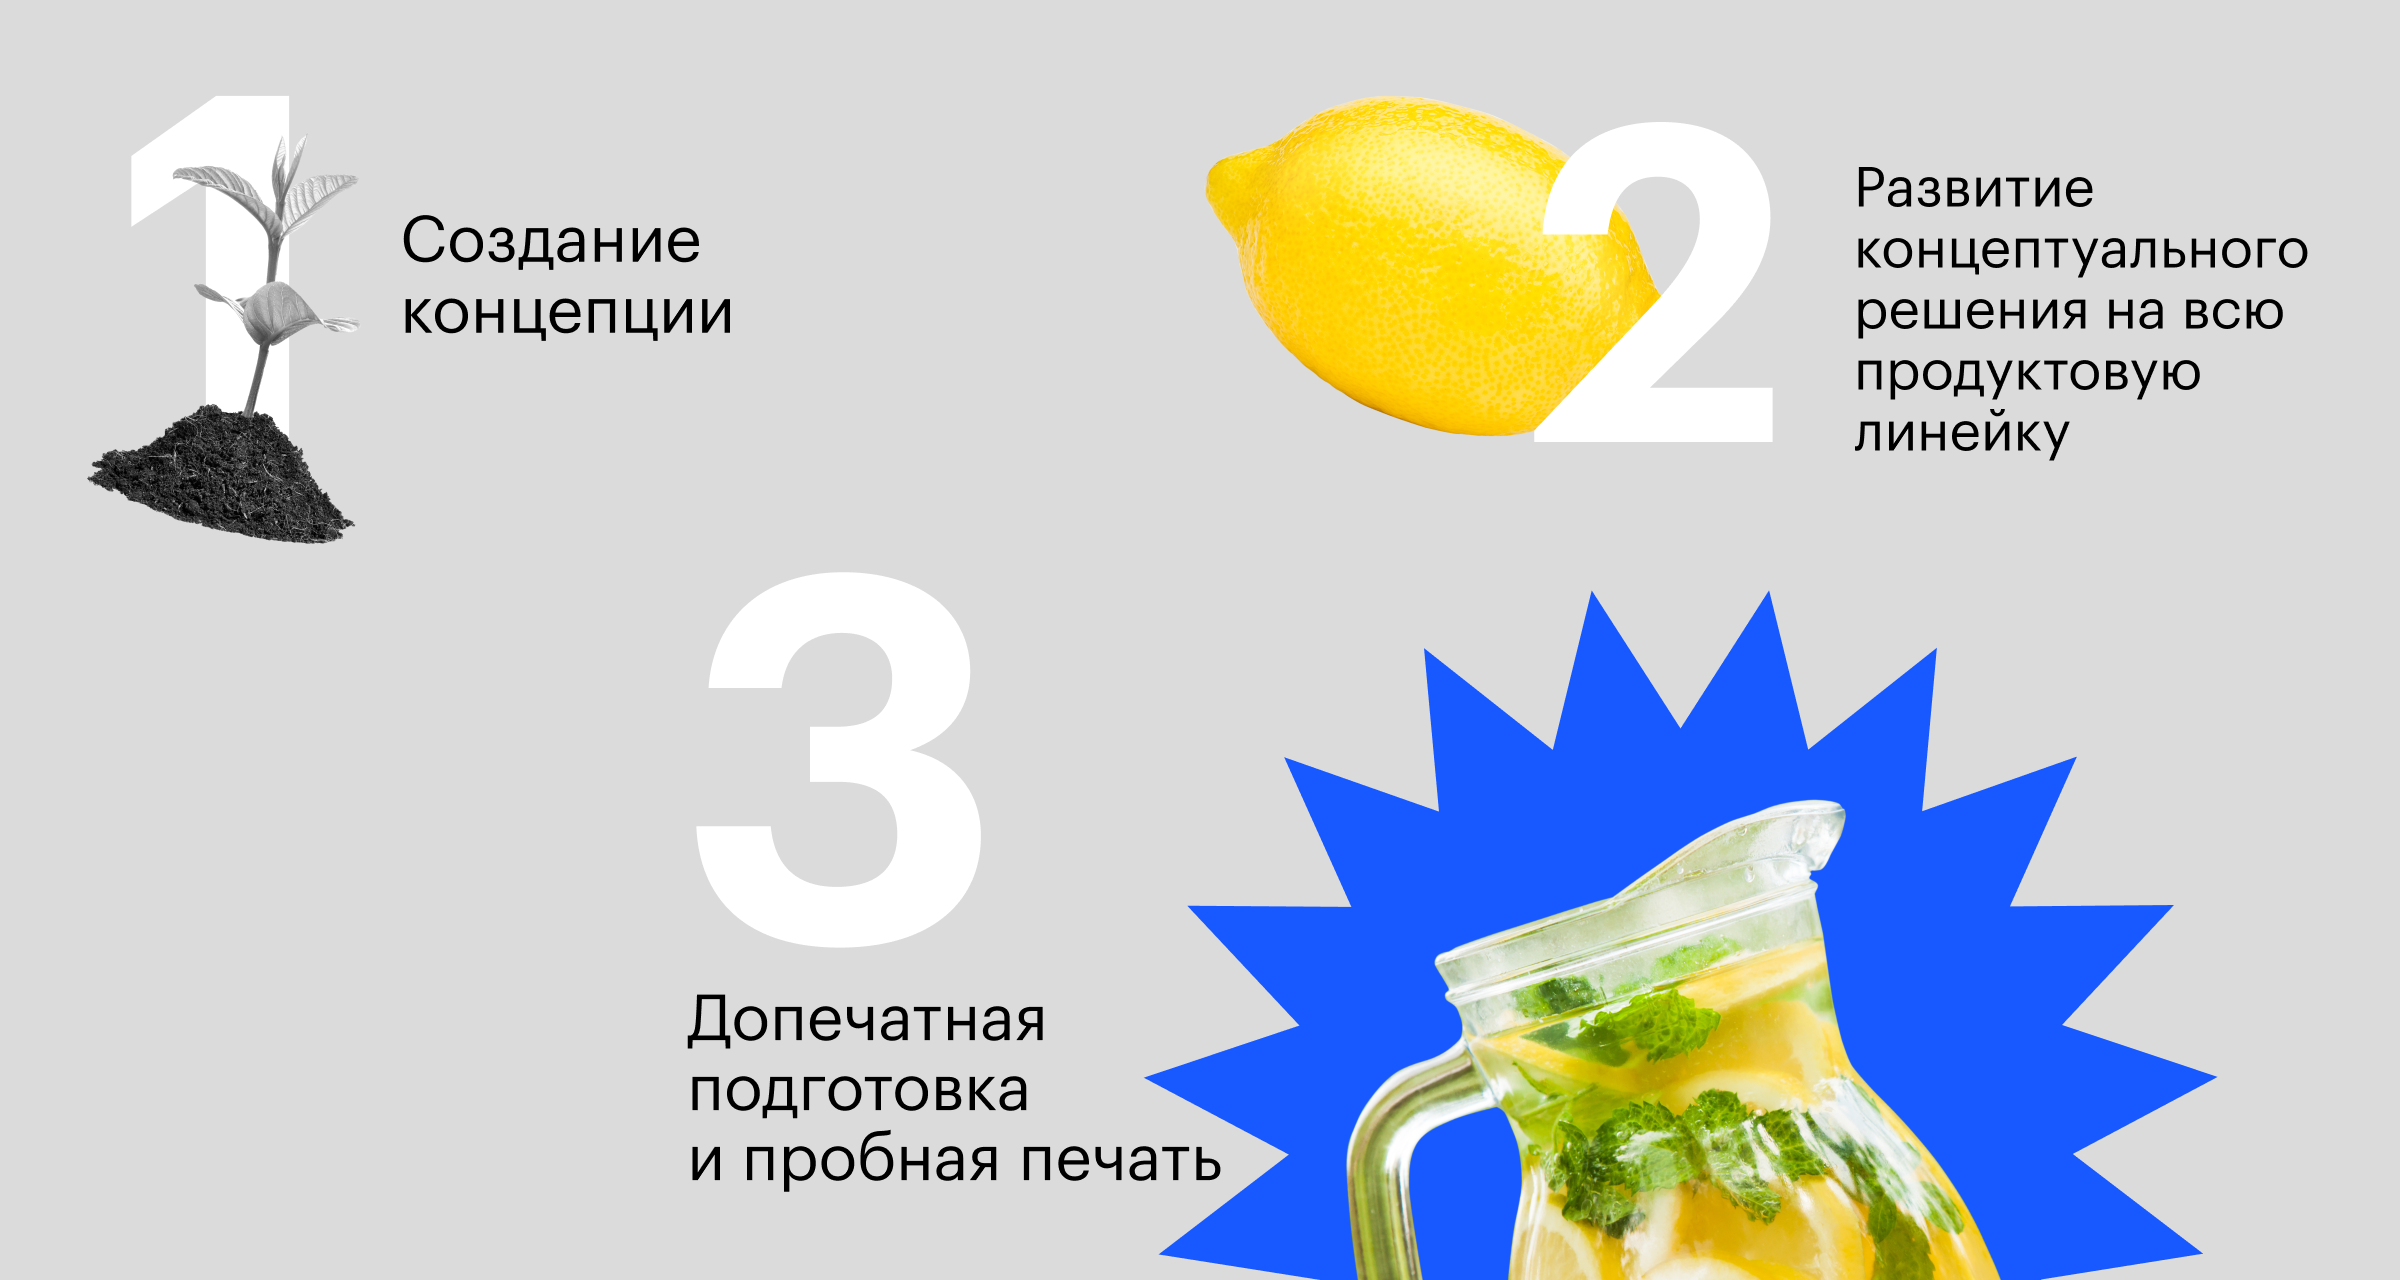 1
Создание
концепции
2
Развитие
концептуального
решения на всю
продуктовую
линейку
3
Допечатная
подготовка
и пробная печать